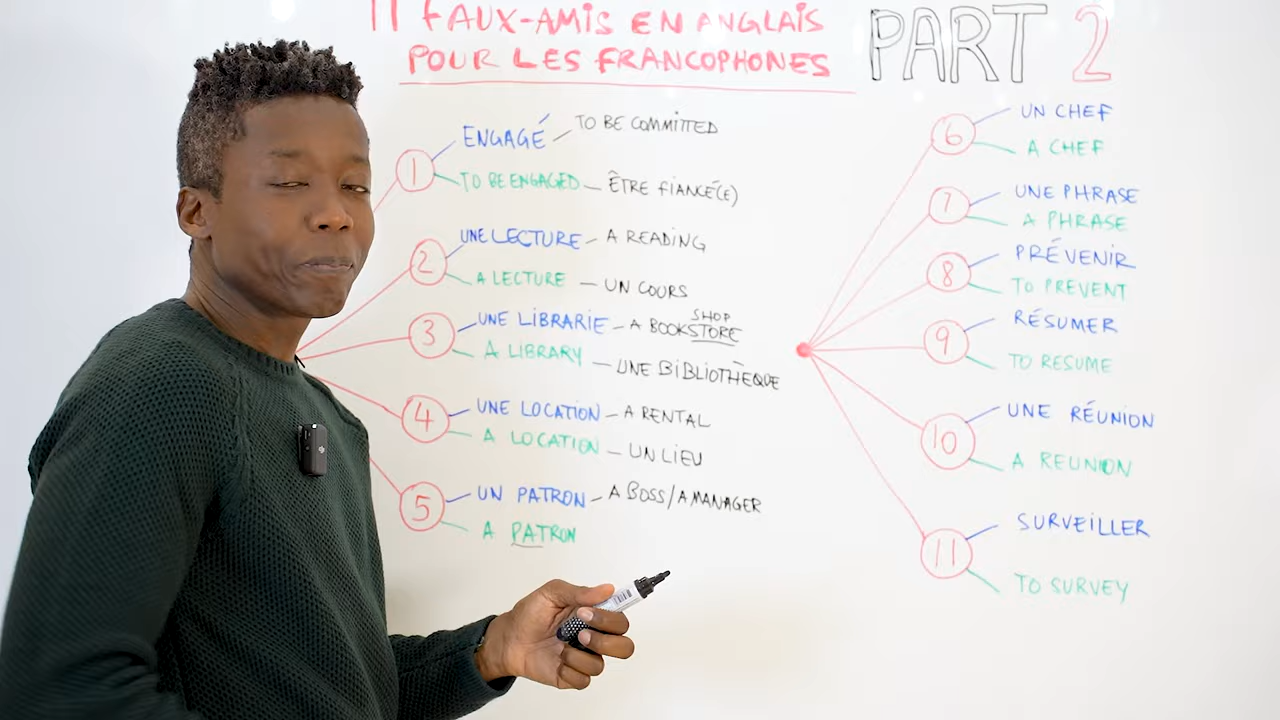 11 FAUX-AMIS EN ANGLAIS
POUR LES FRANCOPHONES
PART 2
1
ENGAGÉ
TO BE COMMITTED
TO BE ENGAGED
ÊTRE FIANCÉ(E)
2
UNE LECTURE
A READING
A LECTURE
UN COURS
3
UNE LIBRARIE
SHOP
A BOOKSTORE
A LIBRARY
UNE BIBLIOTHÈQUE
4
UNE LOCATION
A RENTAL
A LOCATION
UN LIEU
5
UN PATRON
A BOSS/A MANAGER
A PATRON
6
UN CHEF
A CHEF
7
UNE PHRASE
A PHRASE
8
PRÉVENIR
TO PREVENT
9
RÉSUMER
TO RESUME
10
UNE RÉUNION
A REUNION
11
SURVEILLER
TO SURVEY